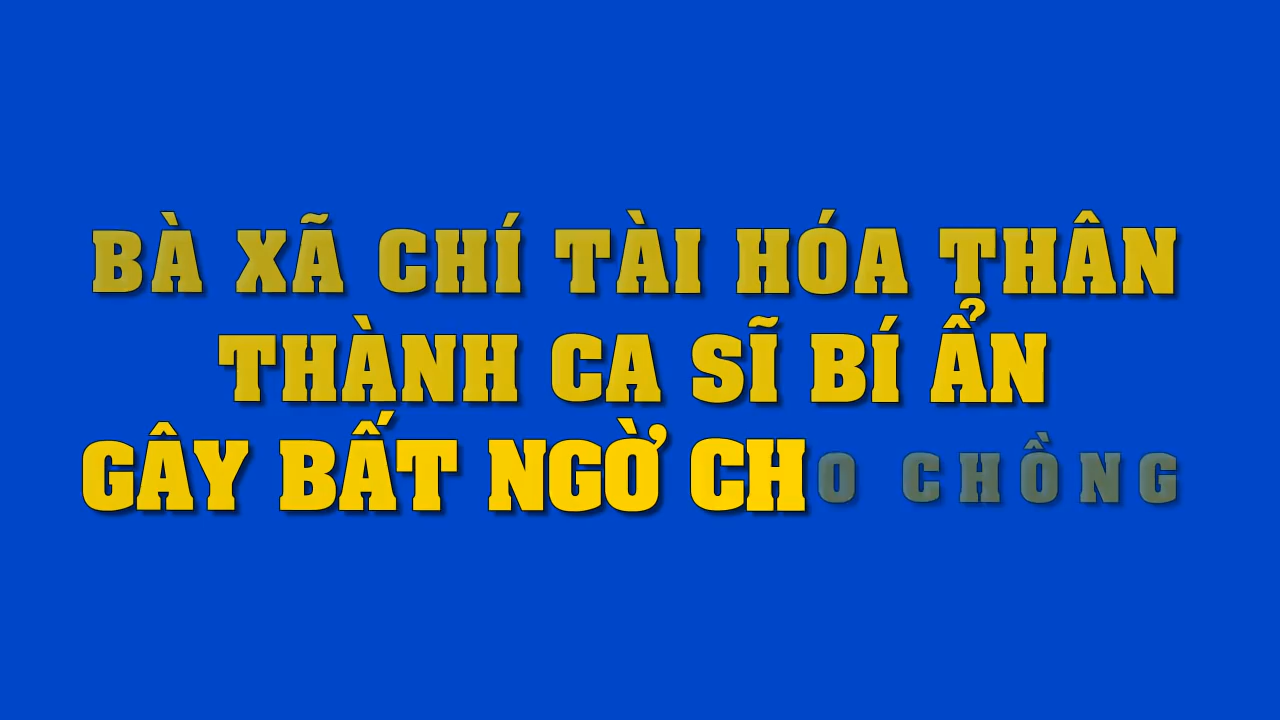 BÀ XÃ CHÍ TÀI HÓA THÂN
THÀNH CA SĨ BÍ ẨN
GÂY BẤT NGỜ CHO CHỒNG